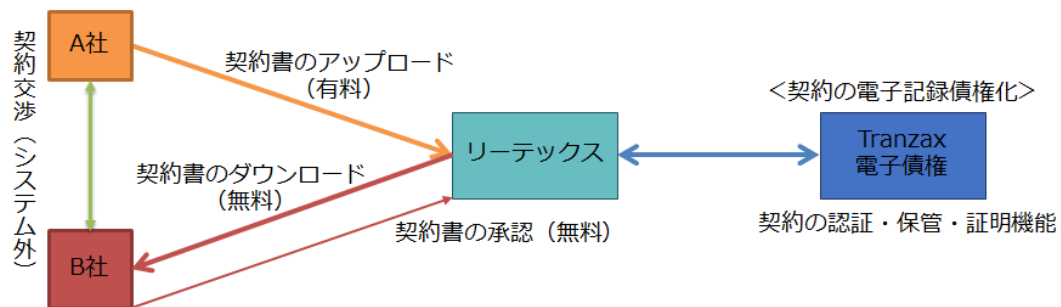 A社
契約交渉（システム外）
B社
契約書のアップロード
（有料）
契約書のダウンロード
（無料）
契約書の承認（無料）
リーテックス
＜契約の電子記録債権化＞
Tranzax
電子債権
契約の認証・保管・証明機能